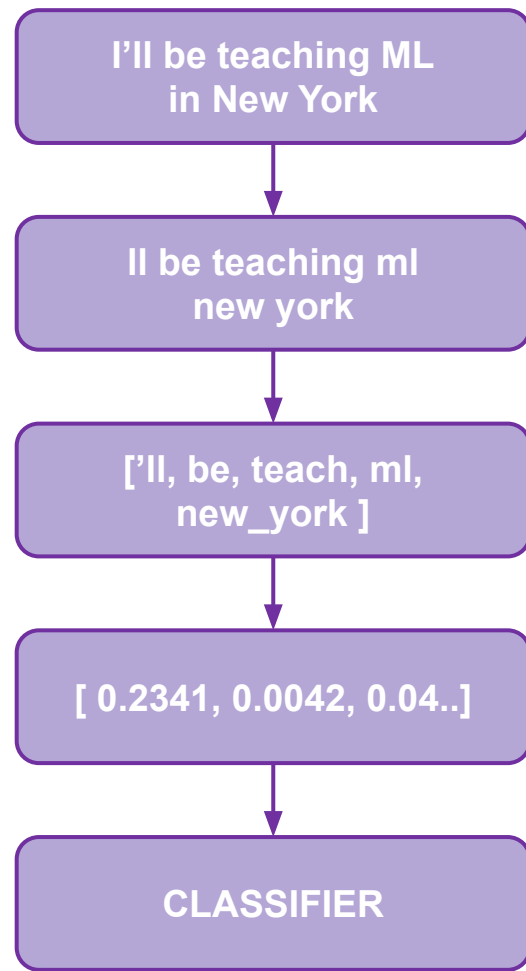 I’ll be teaching ML
in New York
ll be teaching ml
new york
[’ll, be, teach, ml,
new_york ]
[ 0.2341, 0.0042, 0.04..]
CLASSIFIER